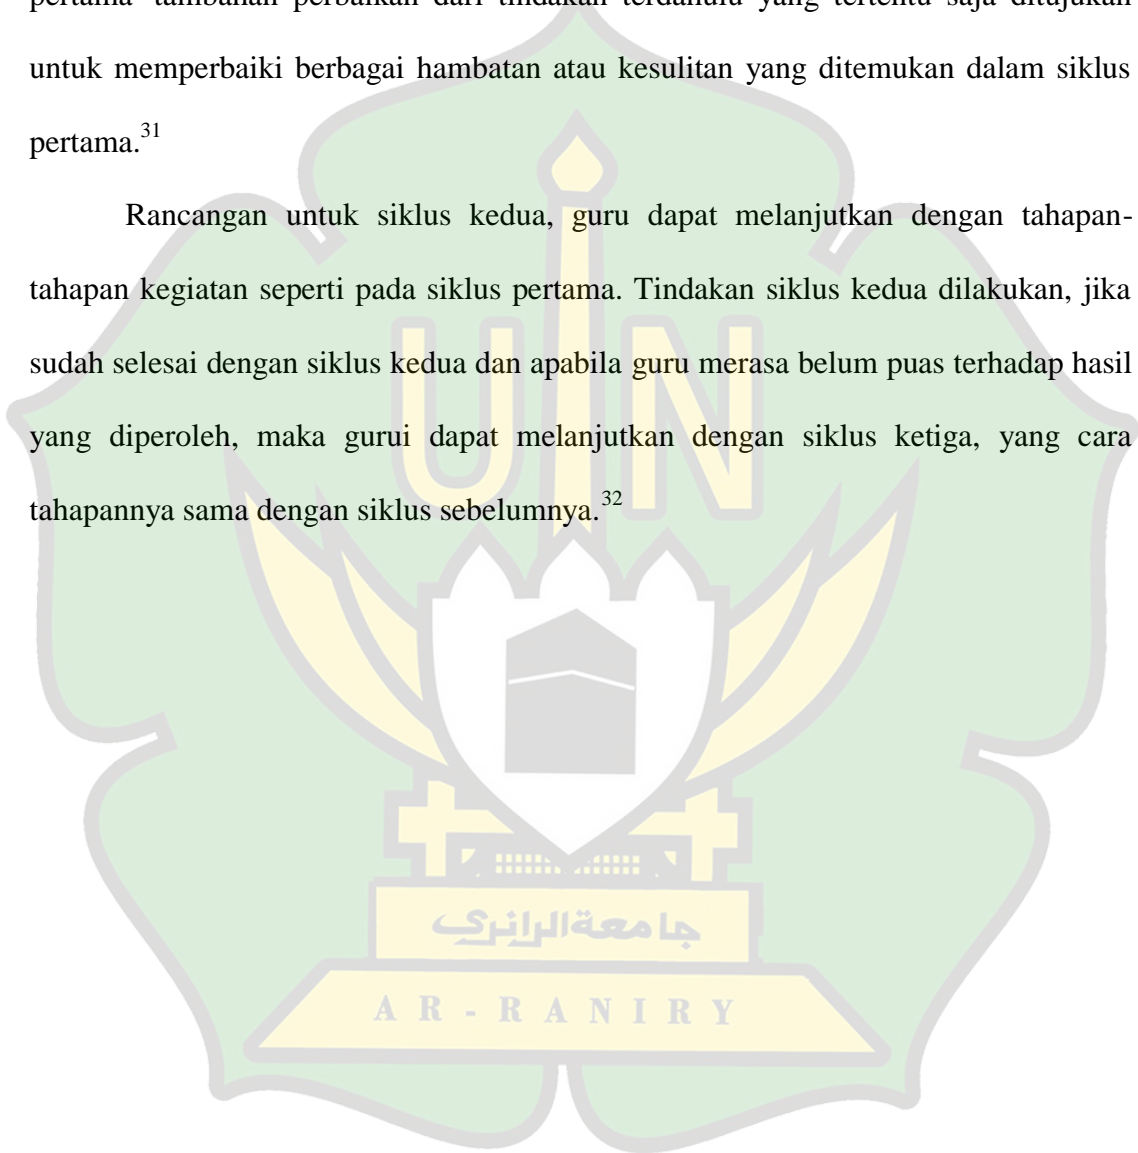 pertama tambahan perbaikan dari tindakan terdahulu yang tertentu saja ditujukan
untuk memperbaiki berbagai hambatan atau kesulitan yang ditemukan dalam siklus
pertama.31
Rancangan untuk siklus kedua, guru dapat melanjutkan dengan tahapan-
tahapan kegiatan seperti pada siklus pertama. Tindakan siklus kedua dilakukan, jika
sudah selesai dengan siklus kedua dan apabila guru merasa belum puas terhadap hasil
yang diperoleh, maka gurui dapat melanjutkan dengan siklus ketiga, yang cara
tahapannya sama dengan siklus sebelumnya.32
UIN
جامعة الرانري
AR-RANIRY